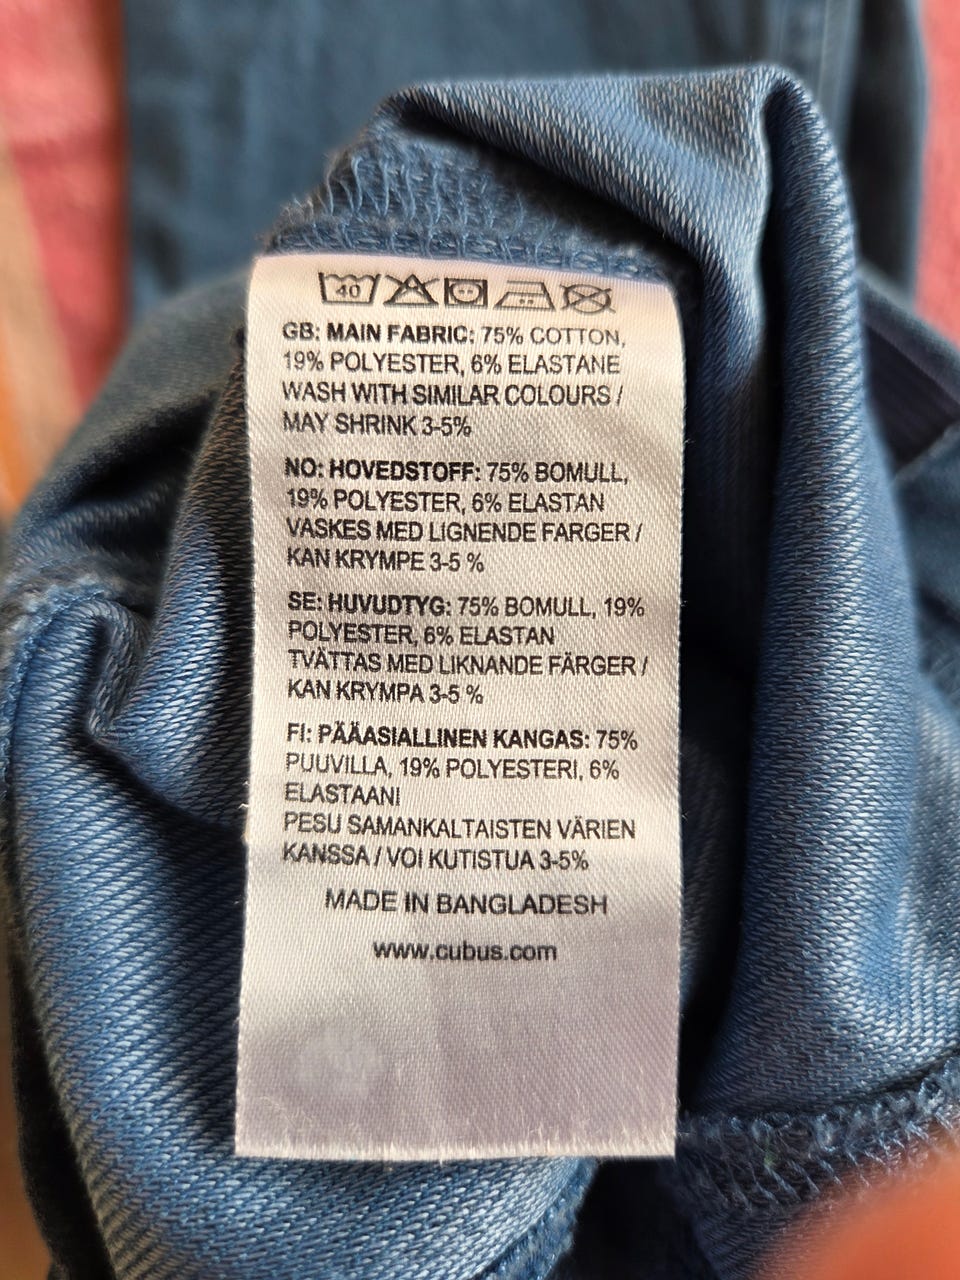 40
GB: MAIN FABRIC: 75% COTTON,
19% POLYESTER, 6% ELASTANE
WASH WITH SIMILAR COLOURS /
MAY SHRINK 3-5%
NO: HOVEDSTOFF: 75% BOMULL,
19% POLYESTER, 6% ELASTAN
VASKES MED LIGNENDE FARGER /
KAN KRYMPE 3-5 %
SE: HUVUDTYG: 75% BOMULL, 19%
POLYESTER, 6% ELASTAN
TVÄTTAS MED LIKNANDE FÄRGER /
KAN KRYMPA 3-5 %
FI: PÄÄASIALLINEN KANGAS: 75%
PUUVILLA, 19% POLYESTERI, 6%
ELASTAANI
PESU SAMANKALTAISTEN VÄRIEN
KANSSA / VOI KUTISTUA 3-5%
MADE IN BANGLADESH
www.cubus.com